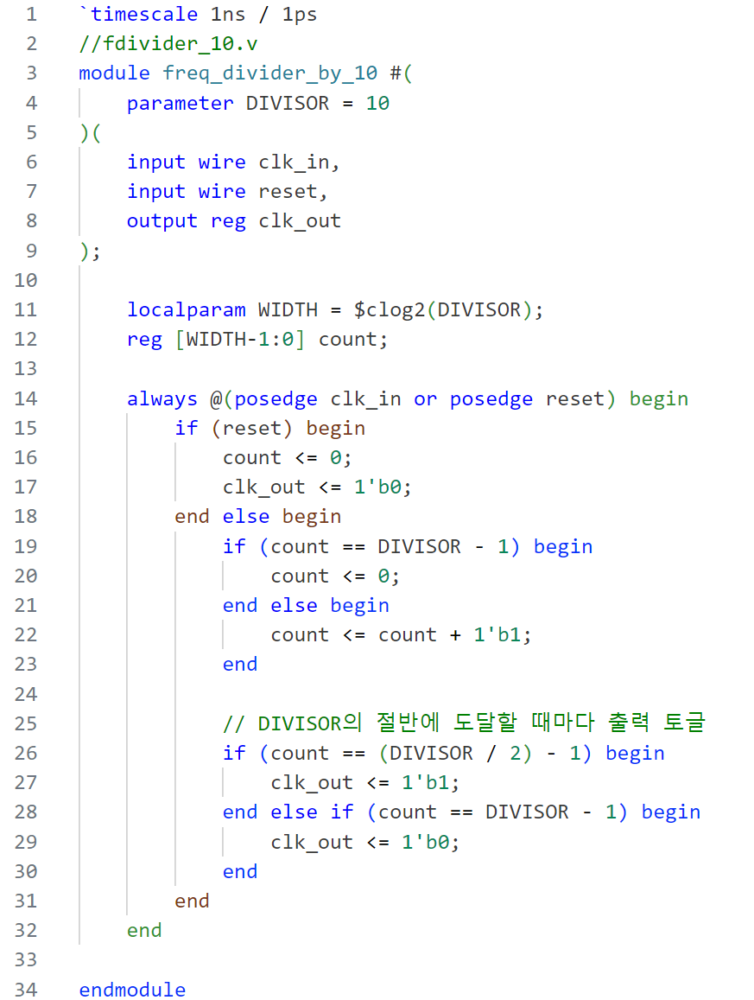 1 `timescale 1ns / 1ps
2 //fdivider_10.v
3 module freq_divider_by_10 #(
4     parameter DIVISOR = 10
5 )(
6     input wire clk_in,
7     input wire reset,
8     output reg clk_out
9 );
10
11     localparam WIDTH = $clog2(DIVISOR);
12     reg [WIDTH-1:0] count;
13
14     always @(posedge clk_in or posedge reset) begin
15         if (reset) begin
16             count <= 0;
17             clk_out <= 1'b0;
18         end else begin
19             if (count == DIVISOR - 1) begin
20                 count <= 0;
21             end else begin
22                 count <= count + 1'b1;
23             end
24
25             // DIVISOR의 절반에 도달할 때마다 출력 토글
26             if (count == (DIVISOR / 2) - 1) begin
27                 clk_out <= 1'b1;
28             end else if (count == DIVISOR - 1) begin
29                 clk_out <= 1'b0;
30             end
31         end
32     end
33
34 endmodule